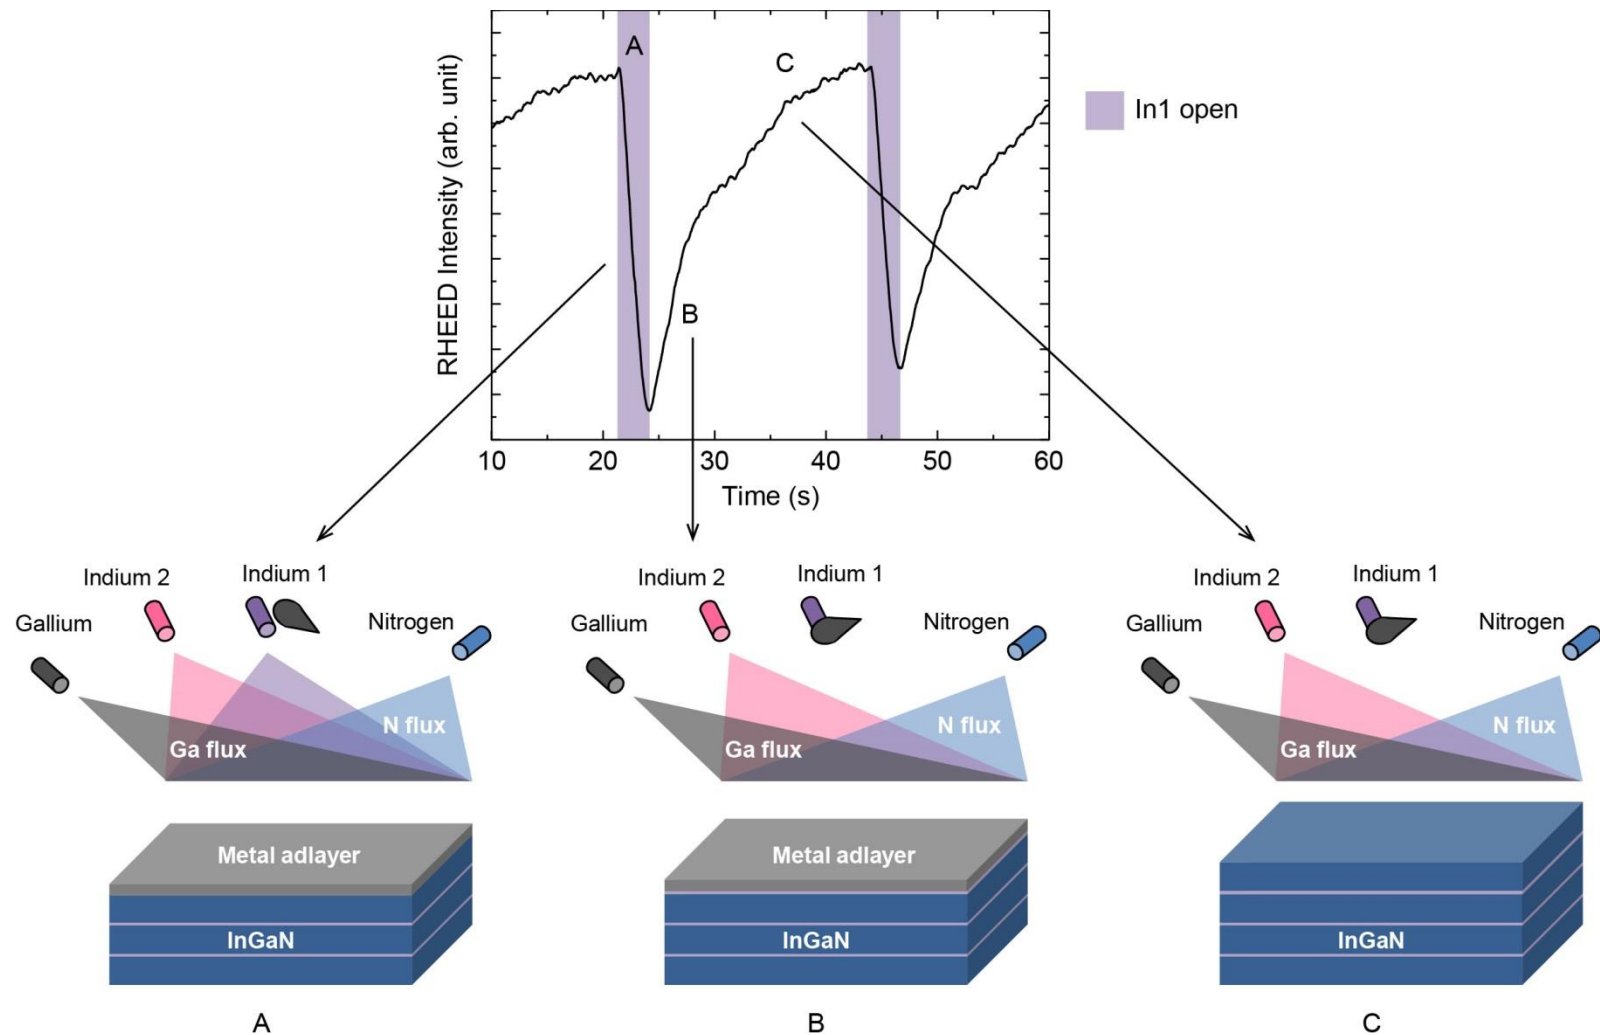 RHEED Intensity (arb. unit)
A
B
C
In1 open
10 20 30 40 50 60
Time (s)
Indium 2
Indium 1
Gallium
Nitrogen
N flux
Ga flux
Metal adlayer
InGaN
A
Indium 2
Indium 1
Gallium
Nitrogen
N flux
Ga flux
Metal adlayer
InGaN
B
Indium 2
Indium 1
Gallium
Nitrogen
N flux
Ga flux
InGaN
C